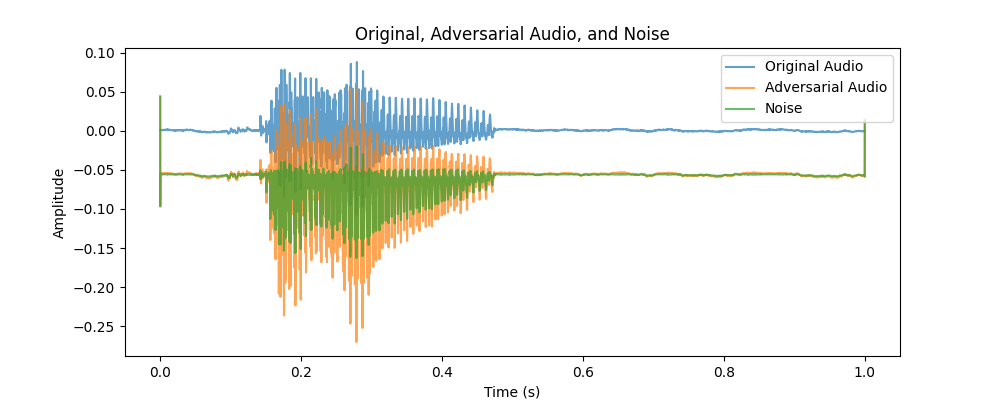 Original, Adversarial Audio, and Noise
Original Audio
Adversarial Audio
Noise
Amplitude
0.10
0.05
0.00
−0.05
−0.10
−0.15
−0.20
−0.25
0.0 0.2 0.4 0.6 0.8 1.0
Time (s)